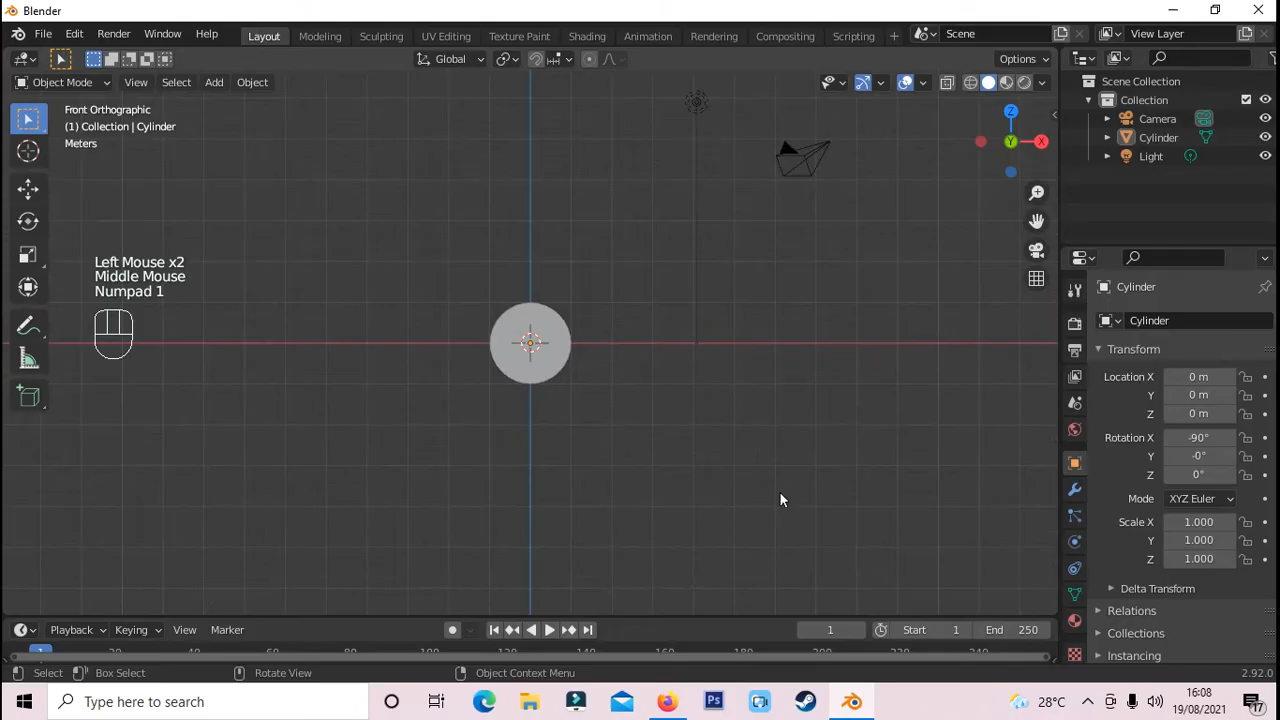 Blender
File Edit Render Window Help Layout Modeling Sculpting UV Editing Texture Paint Shading Animation Rendering Compositing Scripting + Scene View Layer
Global Options
Object Mode View Select Add Object
Front Orthographic
(1) Collection | Cylinder
Meters
Left Mouse x2
Middle Mouse
Numpad 1
Z
Y
X
Scene Collection
Collection
Camera
Cylinder
Light
Cylinder
Cylinder
Transform
Location X 0 m
Y 0 m
Z 0 m
Rotation X -90°
Y -0°
Z 0°
Mode XYZ Euler
Scale X 1.000
Y 1.000
Z 1.000
Delta Transform
Relations
Collections
Instancing
Playback Keying View Marker 1 Start 1 End 250
Select Box Select Rotate View Object Context Menu 2.92.0
Type here to search Ps 28°C 16:08
19/08/2021 17